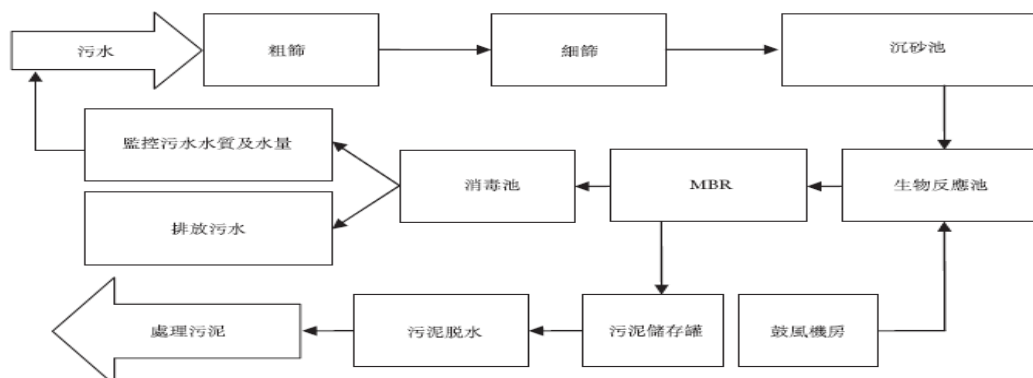 污水
粗篩
細篩
沉砂池
監控污水水質及水量
消毒池
MBR
生物反應池
排放污水
處理污泥
污泥脱水
污泥儲存罐
鼓風機房